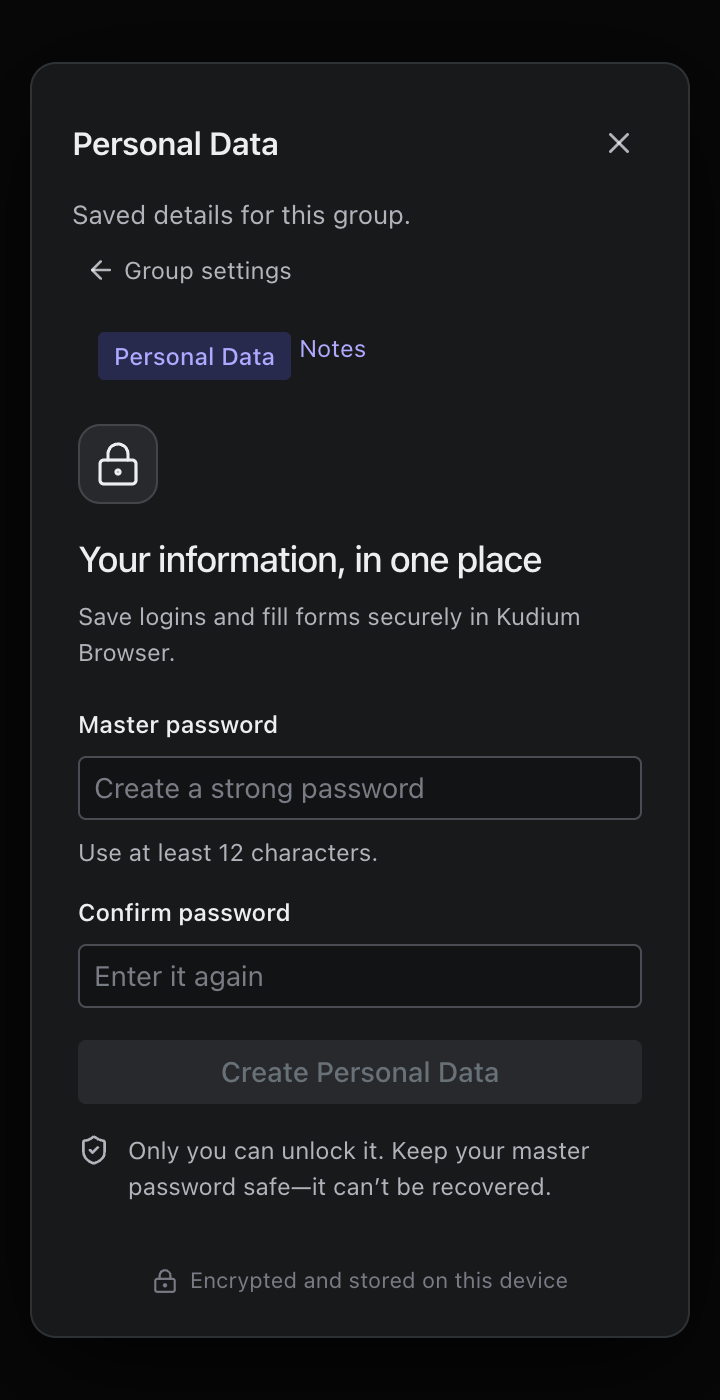 Personal Data
Saved details for this group.
Group settings
Personal Data
Notes
Your information, in one place
Save logins and fill forms securely in Kudium
Browser.
Master password
Create a strong password
Use at least 12 characters.
Confirm password
Enter it again
Create Personal Data
Only you can unlock it. Keep your master
password safe—it can’t be recovered.
Encrypted and stored on this device